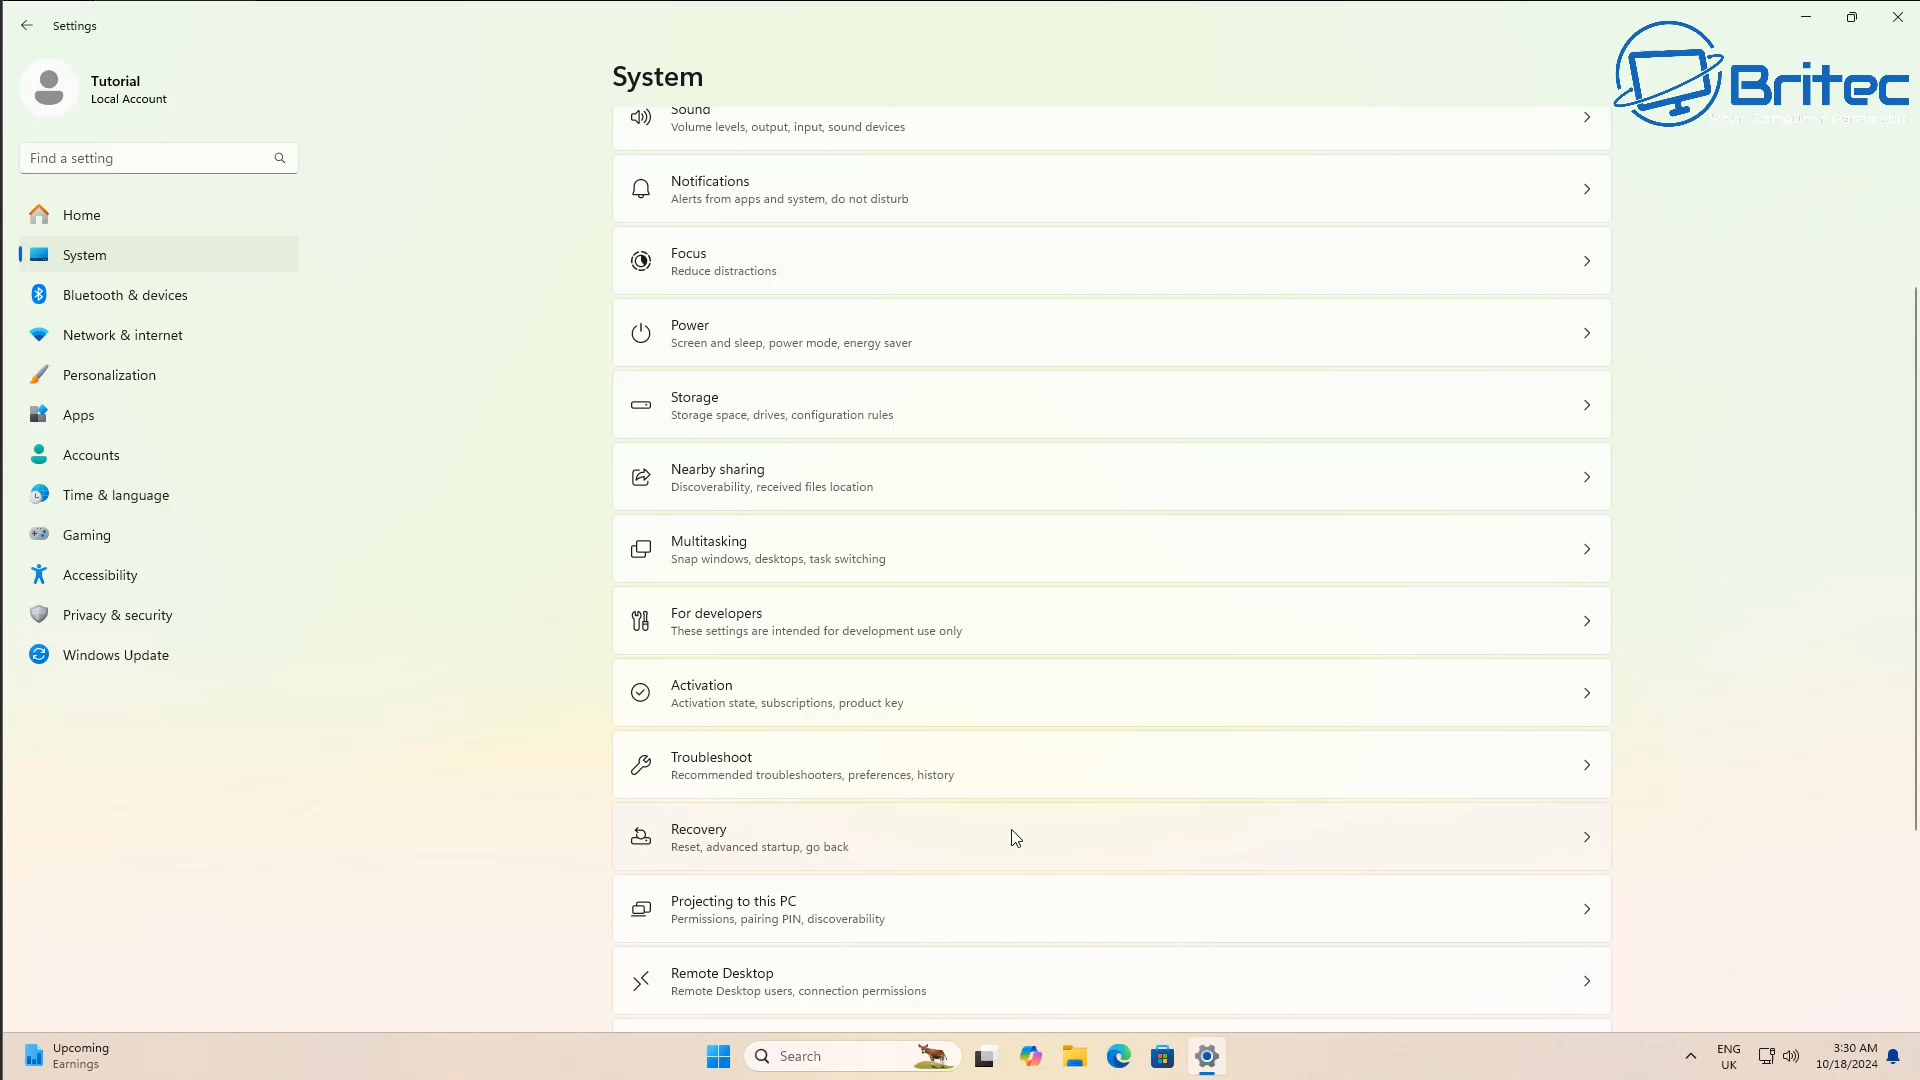 Settings
Tutorial
Local Account
Find a setting
Home
System
Bluetooth & devices
Network & internet
Personalization
Apps
Accounts
Time & language
Gaming
Accessibility
Privacy & security
Windows Update
System
Sound
Volume levels, output, input, sound devices
Notifications
Alerts from apps and system, do not disturb
Focus
Reduce distractions
Power
Screen and sleep, power mode, energy saver
Storage
Storage space, drives, configuration rules
Nearby sharing
Discoverability, received files location
Multitasking
Snap windows, desktops, task switching
For developers
These settings are intended for development use only
Activation
Activation state, subscriptions, product key
Troubleshoot
Recommended troubleshooters, preferences, history
Recovery
Reset, advanced startup, go back
Projecting to this PC
Permissions, pairing PIN, discoverability
Remote Desktop
Remote Desktop users, connection permissions
Britec
Your Computer Paramedic
Upcoming
Earnings
Search
ENG
UK
3:30 AM
10/18/2024